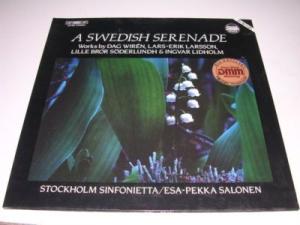 A SWEDISH SERENADE
Works by DAG WIRÉN, LARS-ERIK LARSSON,
LILLE BROR SÖDERLUNDH & INGVAR LIDHOLM
DMM
STOCKHOLM SINFONIETTA/ESA-PEKKA SALONEN